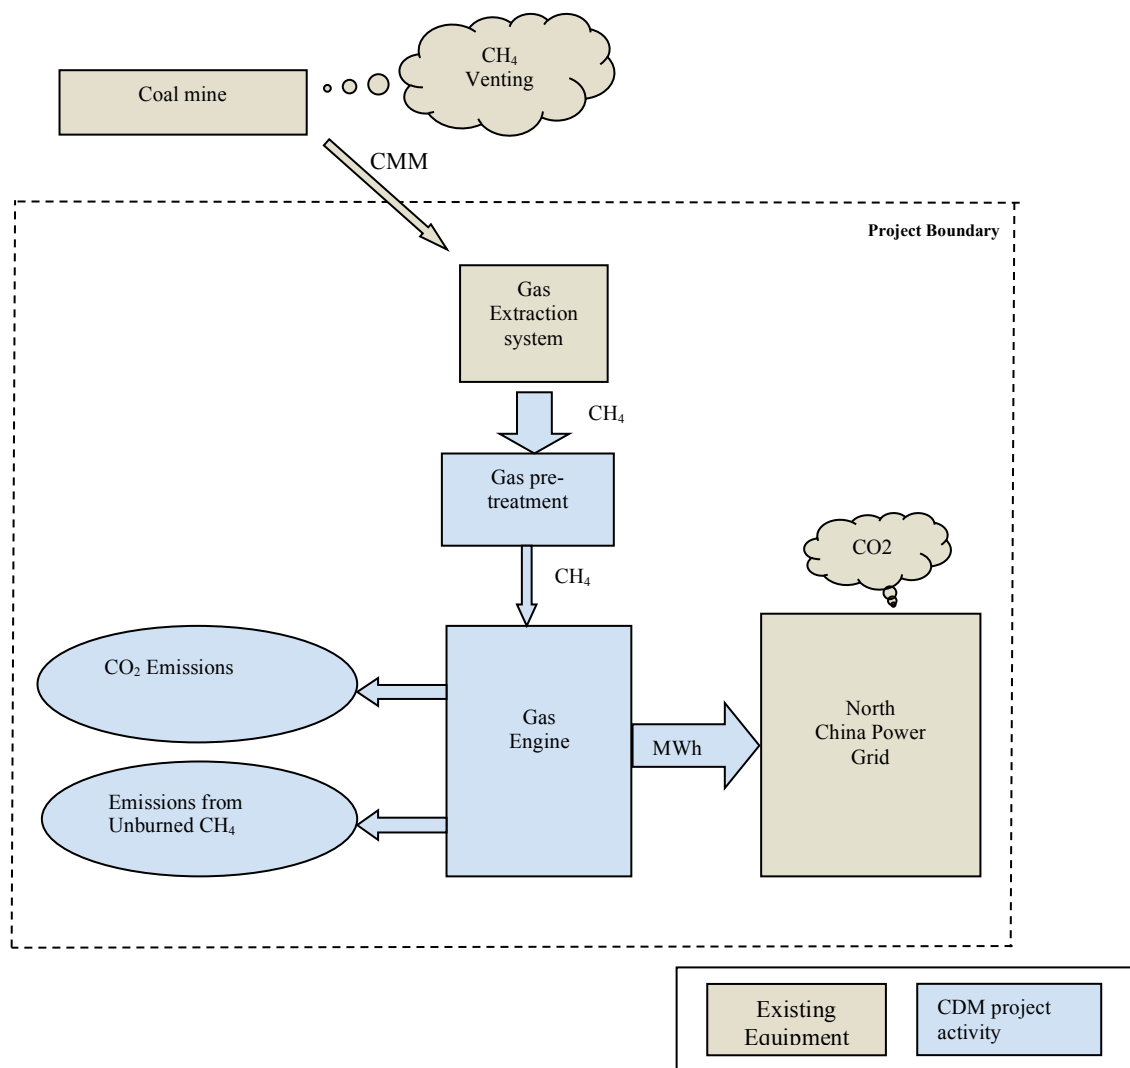 CH₄
Venting
Coal mine
CMM
Project Boundary
Gas
Extraction
system
CH₄
Gas pre-
treatment
CH₄
CO2
CO₂ Emissions
Gas
Engine
MWh
North
China Power
Grid
Emissions from
Unburned CH₄
Existing
Equipment
CDM project
activity